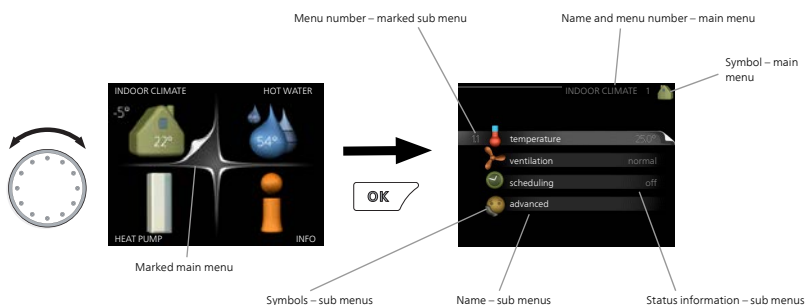 Menu number – marked sub menu
Name and menu number – main menu
Symbol – main
menu
INDOOR CLIMATE
HOT WATER
-5°
22°
54°
HEAT PUMP
INFO
OK
INDOOR CLIMATE 1
1.1 temperature 25.0°
ventilation normal
scheduling off
advanced
Marked main menu
Symbols – sub menus
Name – sub menus
Status information – sub menus